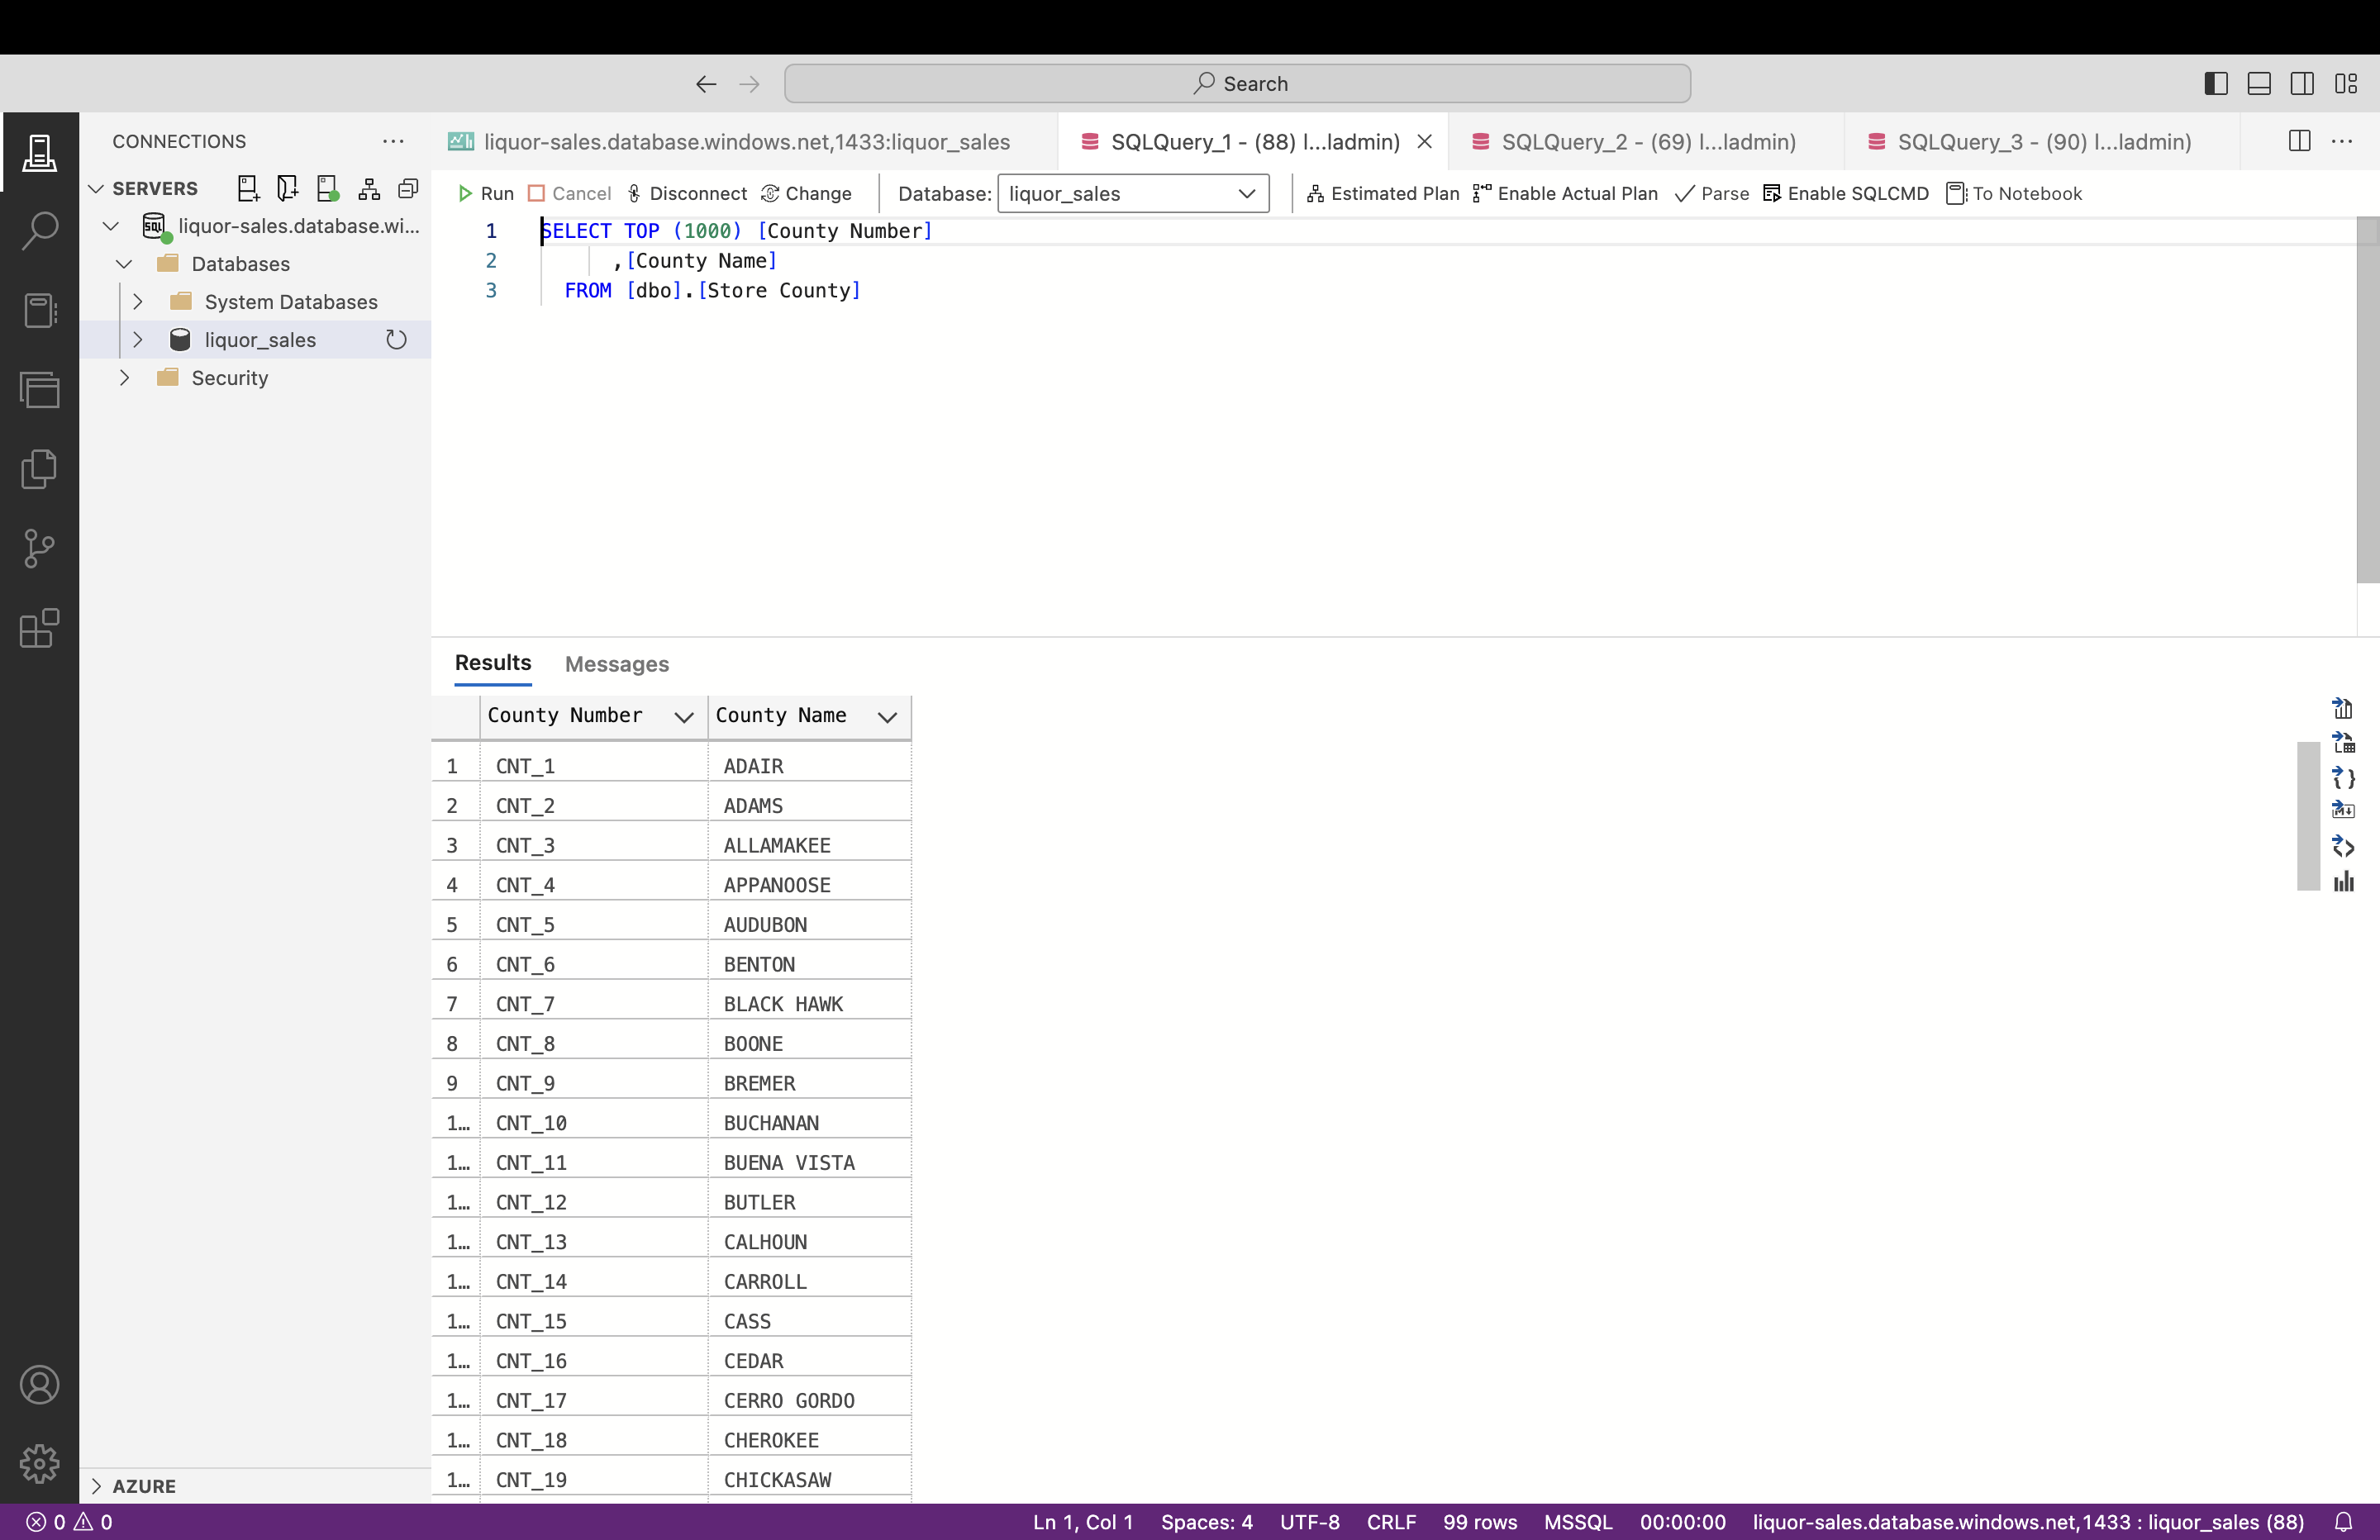 Search
CONNECTIONS
liquor-sales.database.windows.net,1433:liquor_sales
SQLQuery_1 - (88) l...ladmin)
SQLQuery_2 - (69) l...ladmin)
SQLQuery_3 - (90) l...ladmin)
SERVERS
Run
Cancel
Disconnect
Change
Database:
liquor_sales
Estimated Plan
Enable Actual Plan
Parse
Enable SQLCMD
To Notebook
liquor-sales.database.wi...
Databases
System Databases
liquor_sales
Security
1 SELECT TOP (1000) [County Number]
2 ,[County Name]
3 FROM [dbo].[Store County]
Results Messages
County Number County Name
1 CNT_1 ADAIR
2 CNT_2 ADAMS
3 CNT_3 ALLAMAKEE
4 CNT_4 APPANOOSE
5 CNT_5 AUDUBON
6 CNT_6 BENTON
7 CNT_7 BLACK HAWK
8 CNT_8 BOONE
9 CNT_9 BREMER
1... CNT_10 BUCHANAN
1... CNT_11 BUENA VISTA
1... CNT_12 BUTLER
1... CNT_13 CALHOUN
1... CNT_14 CARROLL
1... CNT_15 CASS
1... CNT_16 CEDAR
1... CNT_17 CERRO GORDO
1... CNT_18 CHEROKEE
1... CNT_19 CHICKASAW
AZURE
0 0
Ln 1, Col 1 Spaces: 4 UTF-8 CRLF 99 rows MSSQL 00:00:00 liquor-sales.database.windows.net,1433 : liquor_sales (88)